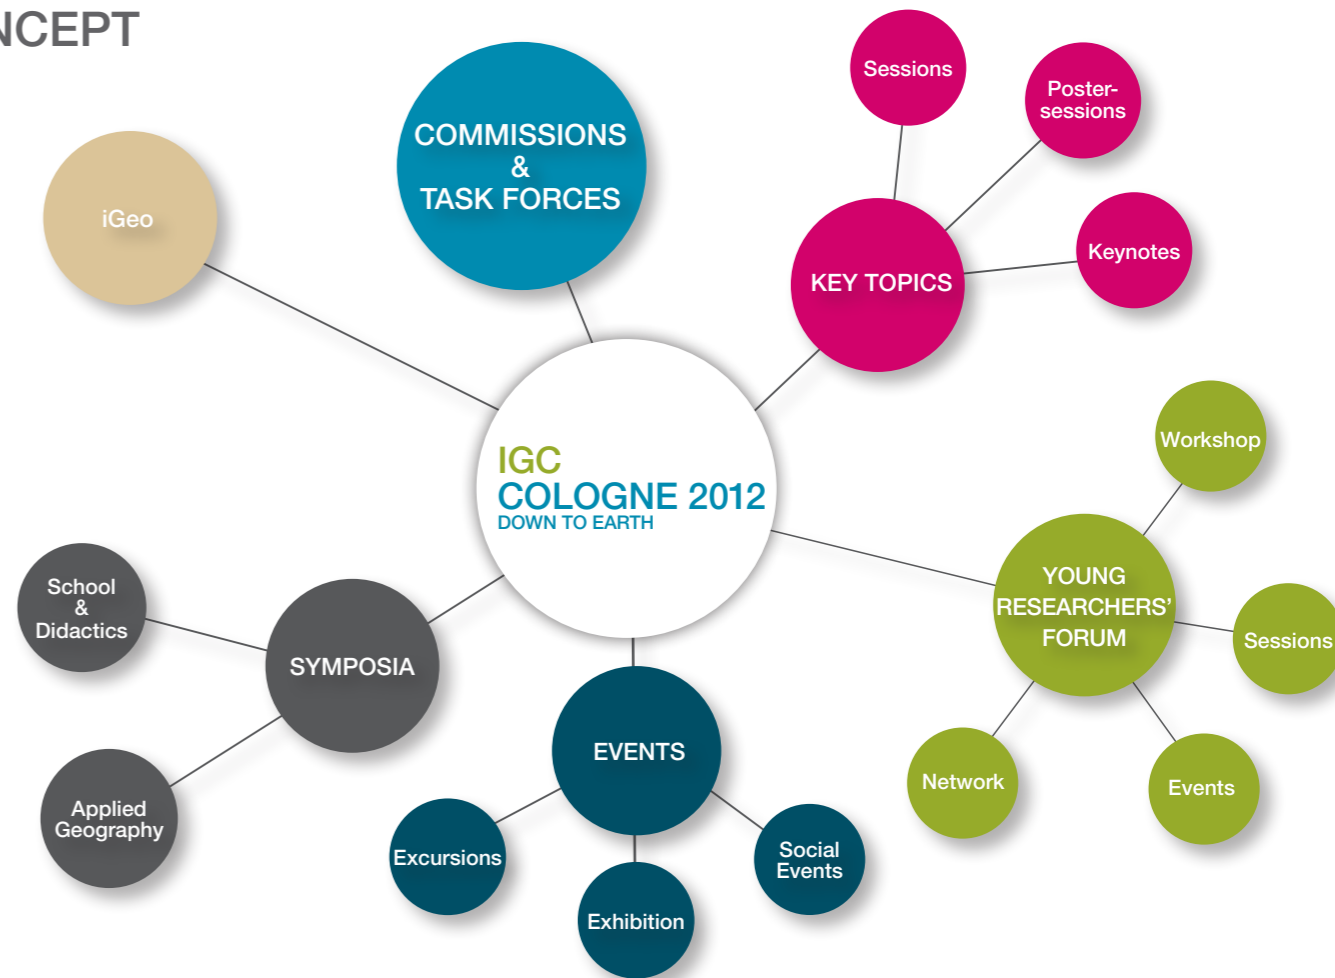 NCEPT
COMMISSIONS
&
TASK FORCES
iGeo
Sessions
Poster-
sessions
Keynotes
KEY TOPICS
IGC
COLOGNE 2012
DOWN TO EARTH
Workshop
YOUNG
RESEARCHERS'
FORUM
Sessions
Network
Events
School
&
Didactics
SYMPOSIA
Applied
Geography
EVENTS
Excursions
Exhibition
Social
Events